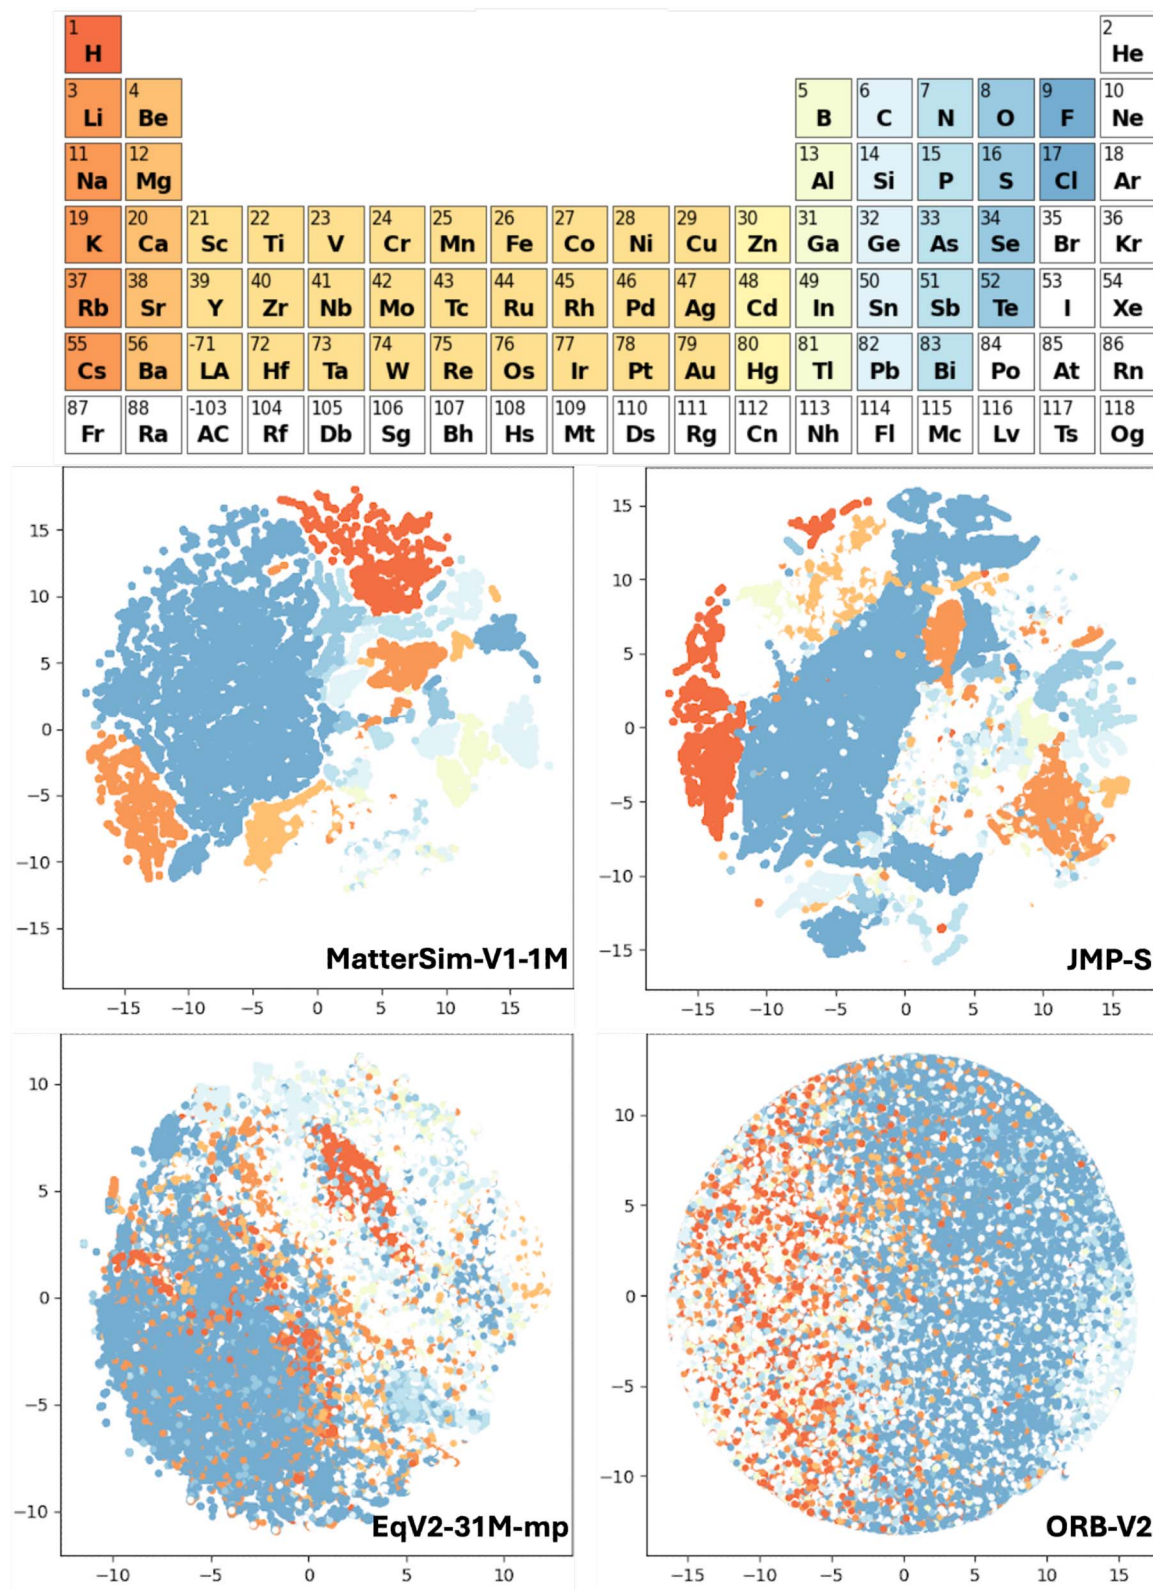 1 2
H He
3 4 5 6 7 8 9 10
Li Be B C N O F Ne
11 12 13 14 15 16 17 18
Na Mg Al Si P S Cl Ar
19 20 21 22 23 24 25 26 27 28 29 30 31 32 33 34 35 36
K Ca Sc Ti V Cr Mn Fe Co Ni Cu Zn Ga Ge As Se Br Kr
37 38 39 40 41 42 43 44 45 46 47 48 49 50 51 52 53 54
Rb Sr Y Zr Nb Mo Tc Ru Rh Pd Ag Cd In Sn Sb Te I Xe
55 56 -71 72 73 74 75 76 77 78 79 80 81 82 83 84 85 86
Cs Ba LA Hf Ta W Re Os Ir Pt Au Hg Tl Pb Bi Po At Rn
87 88 -103 104 105 106 107 108 109 110 111 112 113 114 115 116 117 118
Fr Ra AC Rf Db Sg Bh Hs Mt Ds Rg Cn Nh Fl Mc Lv Ts Og
15
10
5
0
−5
−10
−15
MatterSim-V1-1M
−15 −10 −5 0 5 10 15
15
10
5
0
−5
−10
−15
JMP-S
−15 −10 −5 0 5 10 15
10
5
0
−5
−10
EqV2-31M-mp
−10 −5 0 5 10
10
5
0
−5
−10
ORB-V2
−15 −10 −5 0 5 10 15